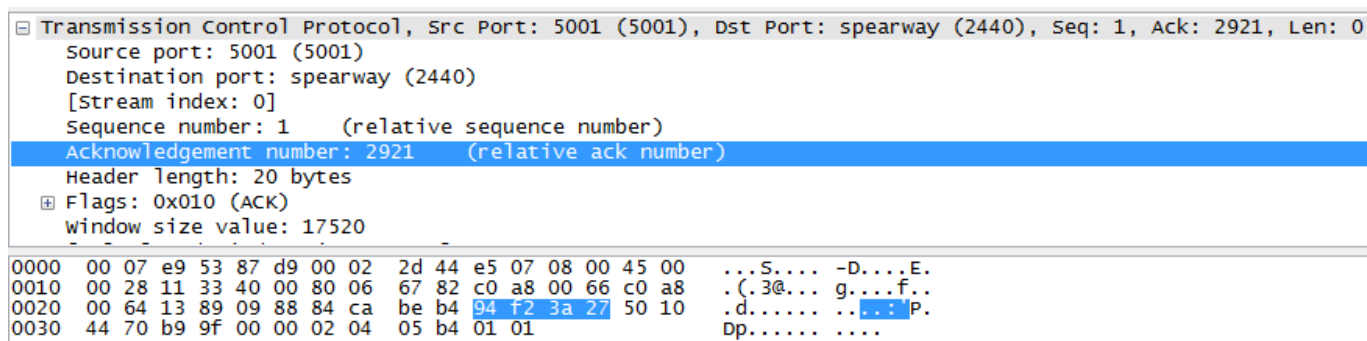 Transmission Control Protocol, Src Port: 5001 (5001), Dst Port: spearway (2440), Seq: 1, Ack: 2921, Len: 0
Source port: 5001 (5001)
Destination port: spearway (2440)
[Stream index: 0]
Sequence number: 1    (relative sequence number)
Acknowledgement number: 2921    (relative ack number)
Header length: 20 bytes
Flags: 0x010 (ACK)
Window size value: 17520
0000  00 07 e9 53 87 d9 00 02  2d 44 e5 07 08 00 45 00   ...S.... -D....E.
0010  00 28 11 33 40 00 80 06  67 82 c0 a8 00 66 c0 a8   .(.3@... g....f..
0020  00 64 13 89 09 88 84 ca  be b4 94 f2 3a 27 50 10   .d...... ....:'P.
0030  44 70 b9 9f 00 00 02 04  05 b4 01 01   Dp...... ....